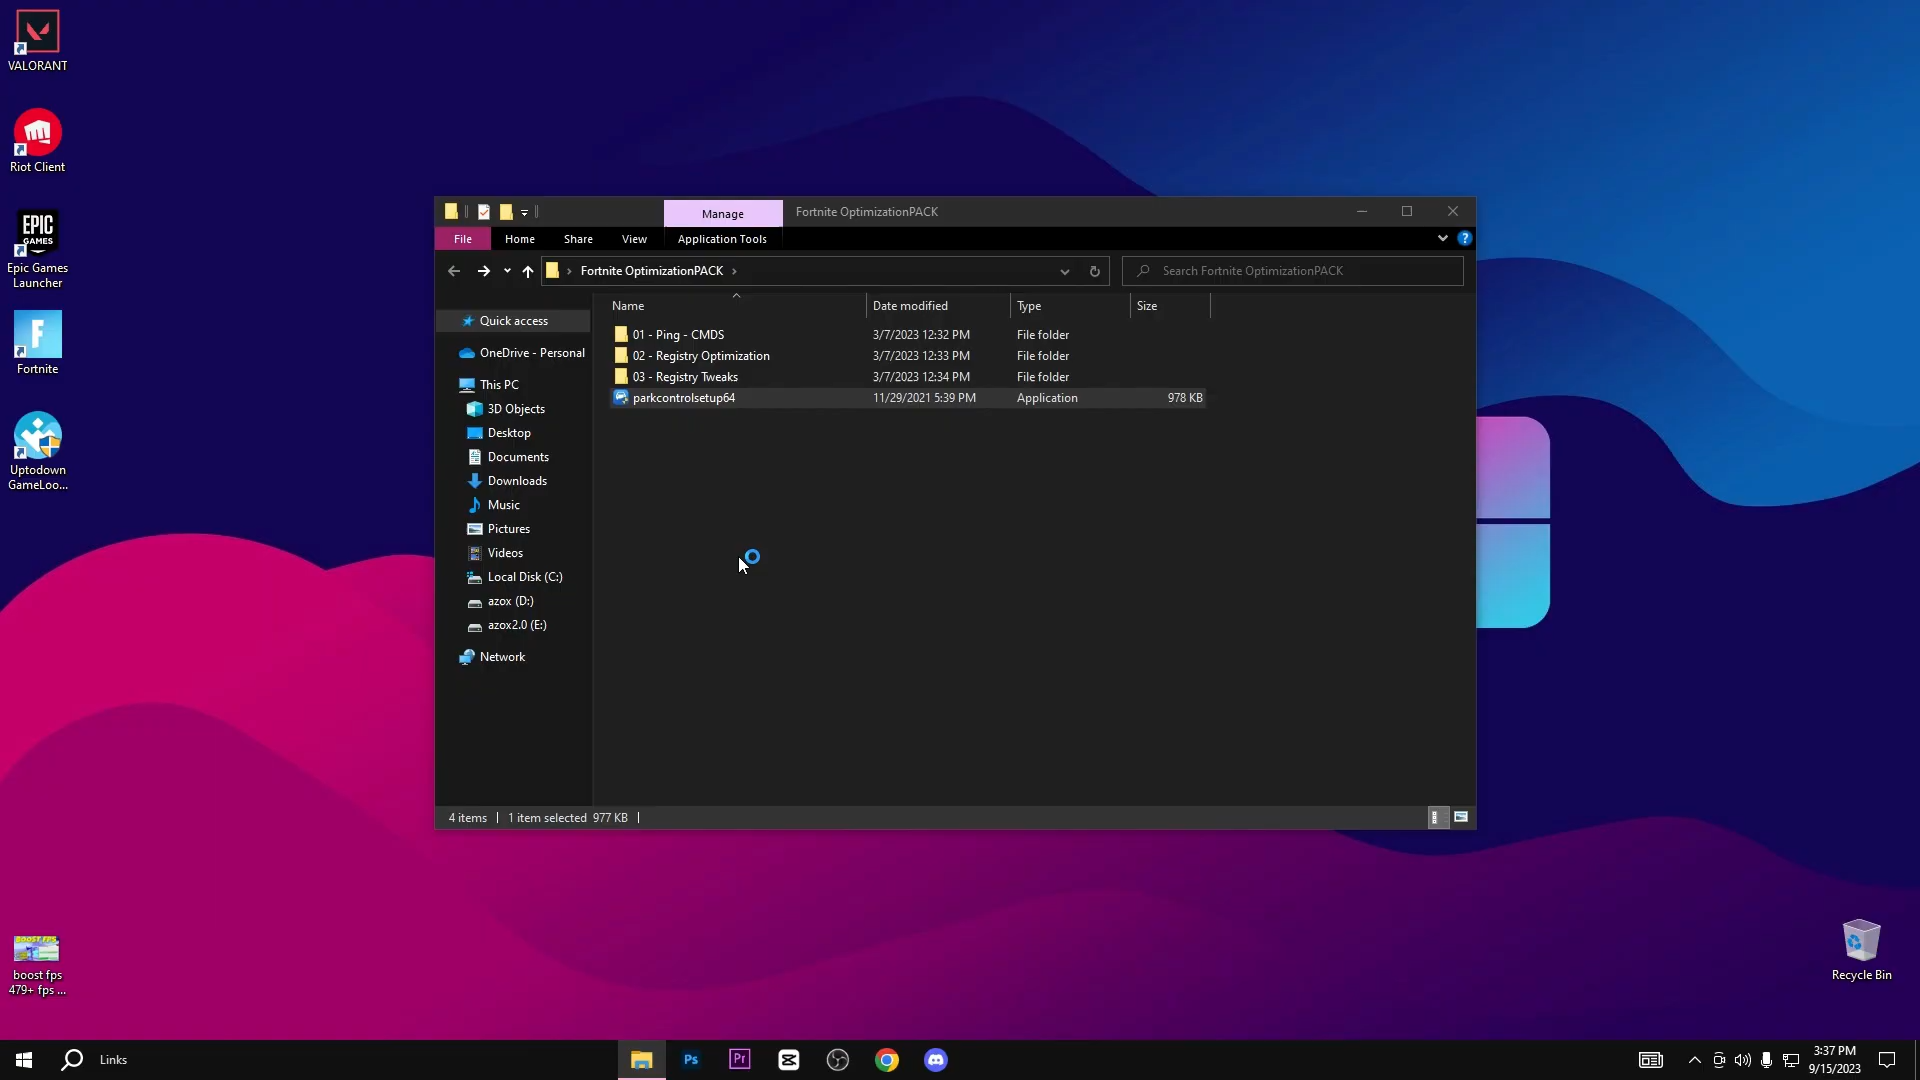 VALORANT
Riot Client
EPIC
GAMES
Epic Games
Launcher
Fortnite
Uptodown
GameLoo...
boost fps
479+ fps ...
Recycle Bin
Manage
Fortnite OptimizationPACK
File
Home
Share
View
Application Tools
Fortnite OptimizationPACK
Search Fortnite OptimizationPACK
Quick access
OneDrive - Personal
This PC
3D Objects
Desktop
Documents
Downloads
Music
Pictures
Videos
Local Disk (C:)
azox (D:)
azox2.0 (E:)
Network
Name Date modified Type Size
01 - Ping - CMDS 3/7/2023 12:32 PM File folder
02 - Registry Optimization 3/7/2023 12:33 PM File folder
03 - Registry Tweaks 3/7/2023 12:34 PM File folder
parkcontrolsetup64 11/29/2021 5:39 PM Application 978 KB
4 items 1 item selected 977 KB
Links
Ps
Pr
3:37 PM
9/15/2023